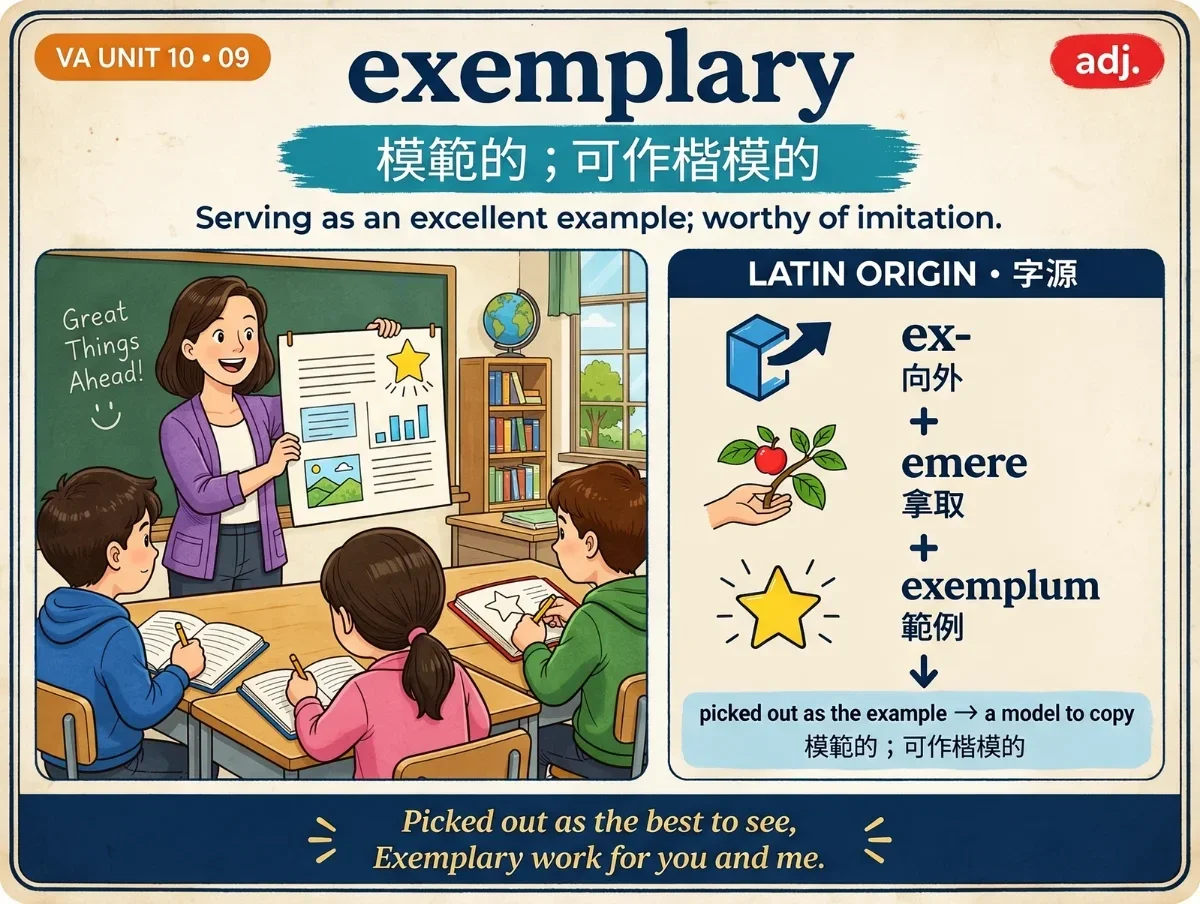 VA UNIT 10 • 09
exemplary
adj.
模範的；可作楷模的
Serving as an excellent example; worthy of imitation.
Great
Things
Ahead!
LATIN ORIGIN • 字源
ex-
向外
+
emere
拿取
+
exemplum
範例
↓
picked out as the example → a model to copy
模範的；可作楷模的
Picked out as the best to see,
Exemplary work for you and me.